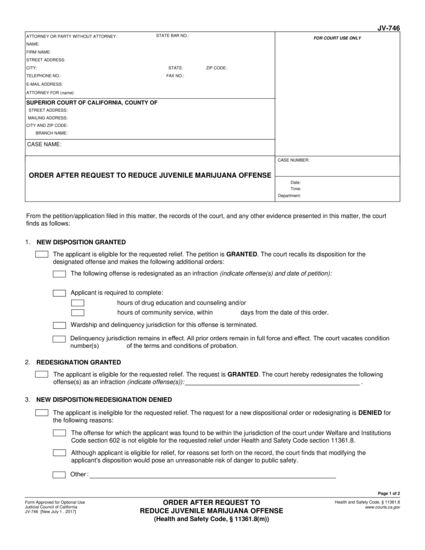 JV-746
ATTORNEY OR PARTY WITHOUT ATTORNEY: STATE BAR NO.:
NAME:
FIRM NAME:
STREET ADDRESS:
CITY: STATE: ZIP CODE:
TELEPHONE NO.: FAX NO.:
E-MAIL ADDRESS:
ATTORNEY FOR (name):
FOR COURT USE ONLY
SUPERIOR COURT OF CALIFORNIA, COUNTY OF
STREET ADDRESS:
MAILING ADDRESS:
CITY AND ZIP CODE:
BRANCH NAME:
CASE NAME:
ORDER AFTER REQUEST TO REDUCE JUVENILE MARIJUANA OFFENSE
CASE NUMBER:
Date:
Time:
Department:
From the petition/application filed in this matter, the records of the court, and any other evidence presented in this matter, the court
finds as follows:
1. NEW DISPOSITION GRANTED
The applicant is eligible for the requested relief. The petition is GRANTED. The court recalls its disposition for the
designated offense and makes the following additional orders:
The following offense is redesignated as an infraction (indicate offense(s) and date of petition):
Applicant is required to complete:
hours of drug education and counseling and/or
hours of community service, within days from the date of this order.
Wardship and delinquency jurisdiction for this offense is terminated.
Delinquency jurisdiction remains in effect. All prior orders remain in full force and effect. The court vacates condition
number(s) of the terms and conditions of probation.
2. REDESIGNATION GRANTED
The applicant is eligible for the requested relief. The request is GRANTED. The court hereby redesignates the following
offense(s) as an infraction (indicate offense(s)): .
3. NEW DISPOSITION/REDESIGNATION DENIED
The applicant is ineligible for the requested relief. The request for a new dispositional order or redesignating is DENIED for
the following reasons:
The offense for which the applicant was found to be within the jurisdiction of the court under Welfare and Institutions
Code section 602 is not eligible for the requested relief under Health and Safety Code section 11361.8.
Although applicant is eligible for relief, for reasons set forth on the record, the court finds that modifying the
applicant's disposition would pose an unreasonable risk of danger to public safety.
Other:
Page 1 of 2
Form Approved for Optional Use
Judicial Council of California
JV-746 [New July 1, 2017]
ORDER AFTER REQUEST TO
REDUCE JUVENILE MARIJUANA OFFENSE
(Health and Safety Code, § 11361.8(m))
Health and Safety Code, § 11361.8
www.courts.ca.gov